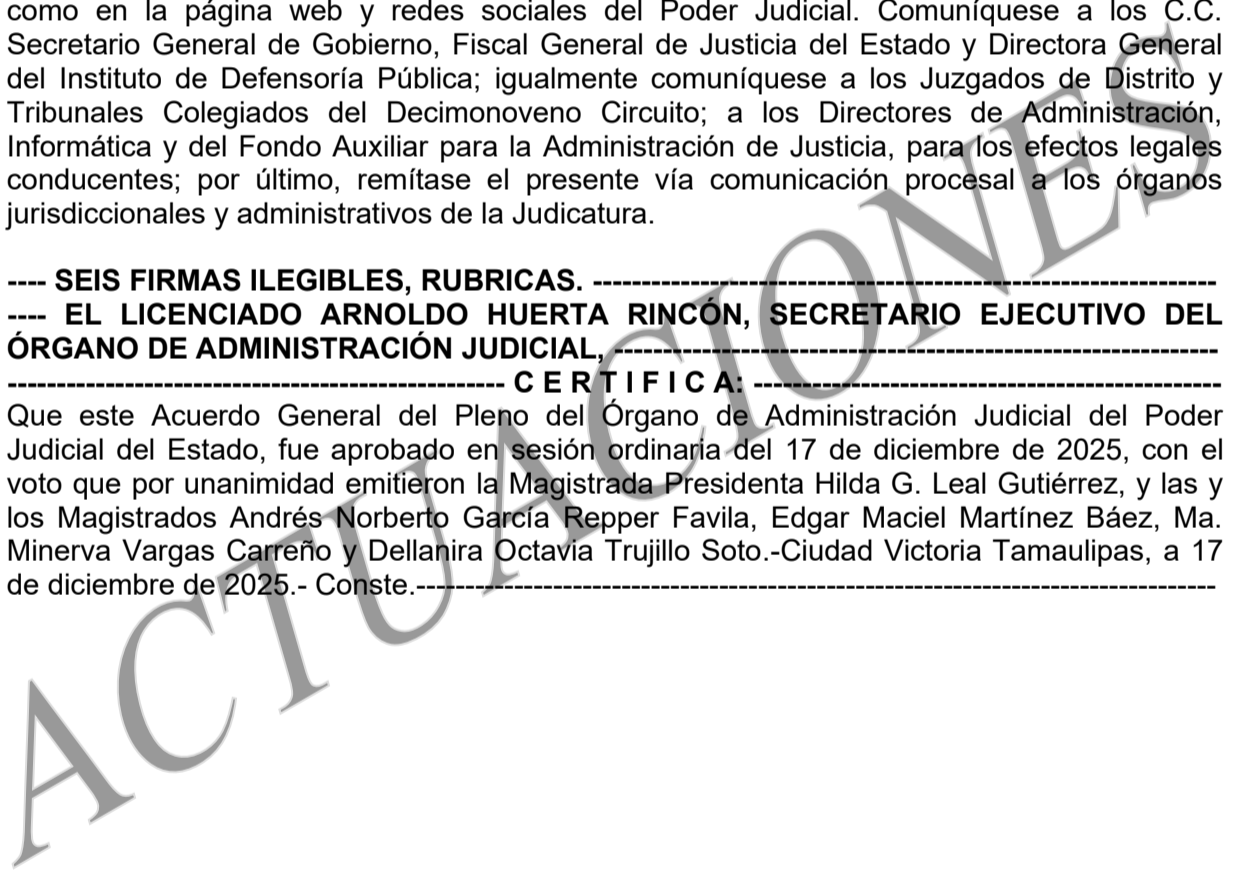 como en la página web y redes sociales del Poder Judicial. Comuníquese a los C.C.
Secretario General de Gobierno, Fiscal General de Justicia del Estado y Directora General
del Instituto de Defensoría Pública; igualmente comuníquese a los Juzgados de Distrito y
Tribunales Colegiados del Decimonoveno Circuito; a los Directores de Administración,
Informática y del Fondo Auxiliar para la Administración de Justicia, para los efectos legales
conducentes; por último, remítase el presente vía comunicación procesal a los órganos
jurisdiccionales y administrativos de la Judicatura.
---- SEIS FIRMAS ILEGIBLES, RUBRICAS. ----------------------------------------------------------------
---- EL LICENCIADO ARNOLDO HUERTA RINCÓN, SECRETARIO EJECUTIVO DEL
ÓRGANO DE ADMINISTRACIÓN JUDICIAL, --------------------------------------------------------------
--------------------------------------------------- C E R T I F I C A: ------------------------------------------------
Que este Acuerdo General del Pleno del Órgano de Administración Judicial del Poder
Judicial del Estado, fue aprobado en sesión ordinaria del 17 de diciembre de 2025, con el
voto que por unanimidad emitieron la Magistrada Presidenta Hilda G. Leal Gutiérrez, y las y
los Magistrados Andrés Norberto García Repper Favila, Edgar Maciel Martínez Báez, Ma.
Minerva Vargas Carreño y Dellanira Octavia Trujillo Soto.-Ciudad Victoria Tamaulipas, a 17
de diciembre de 2025.- Conste.----------------------------------------------------------------------------------
ACTUACIONES